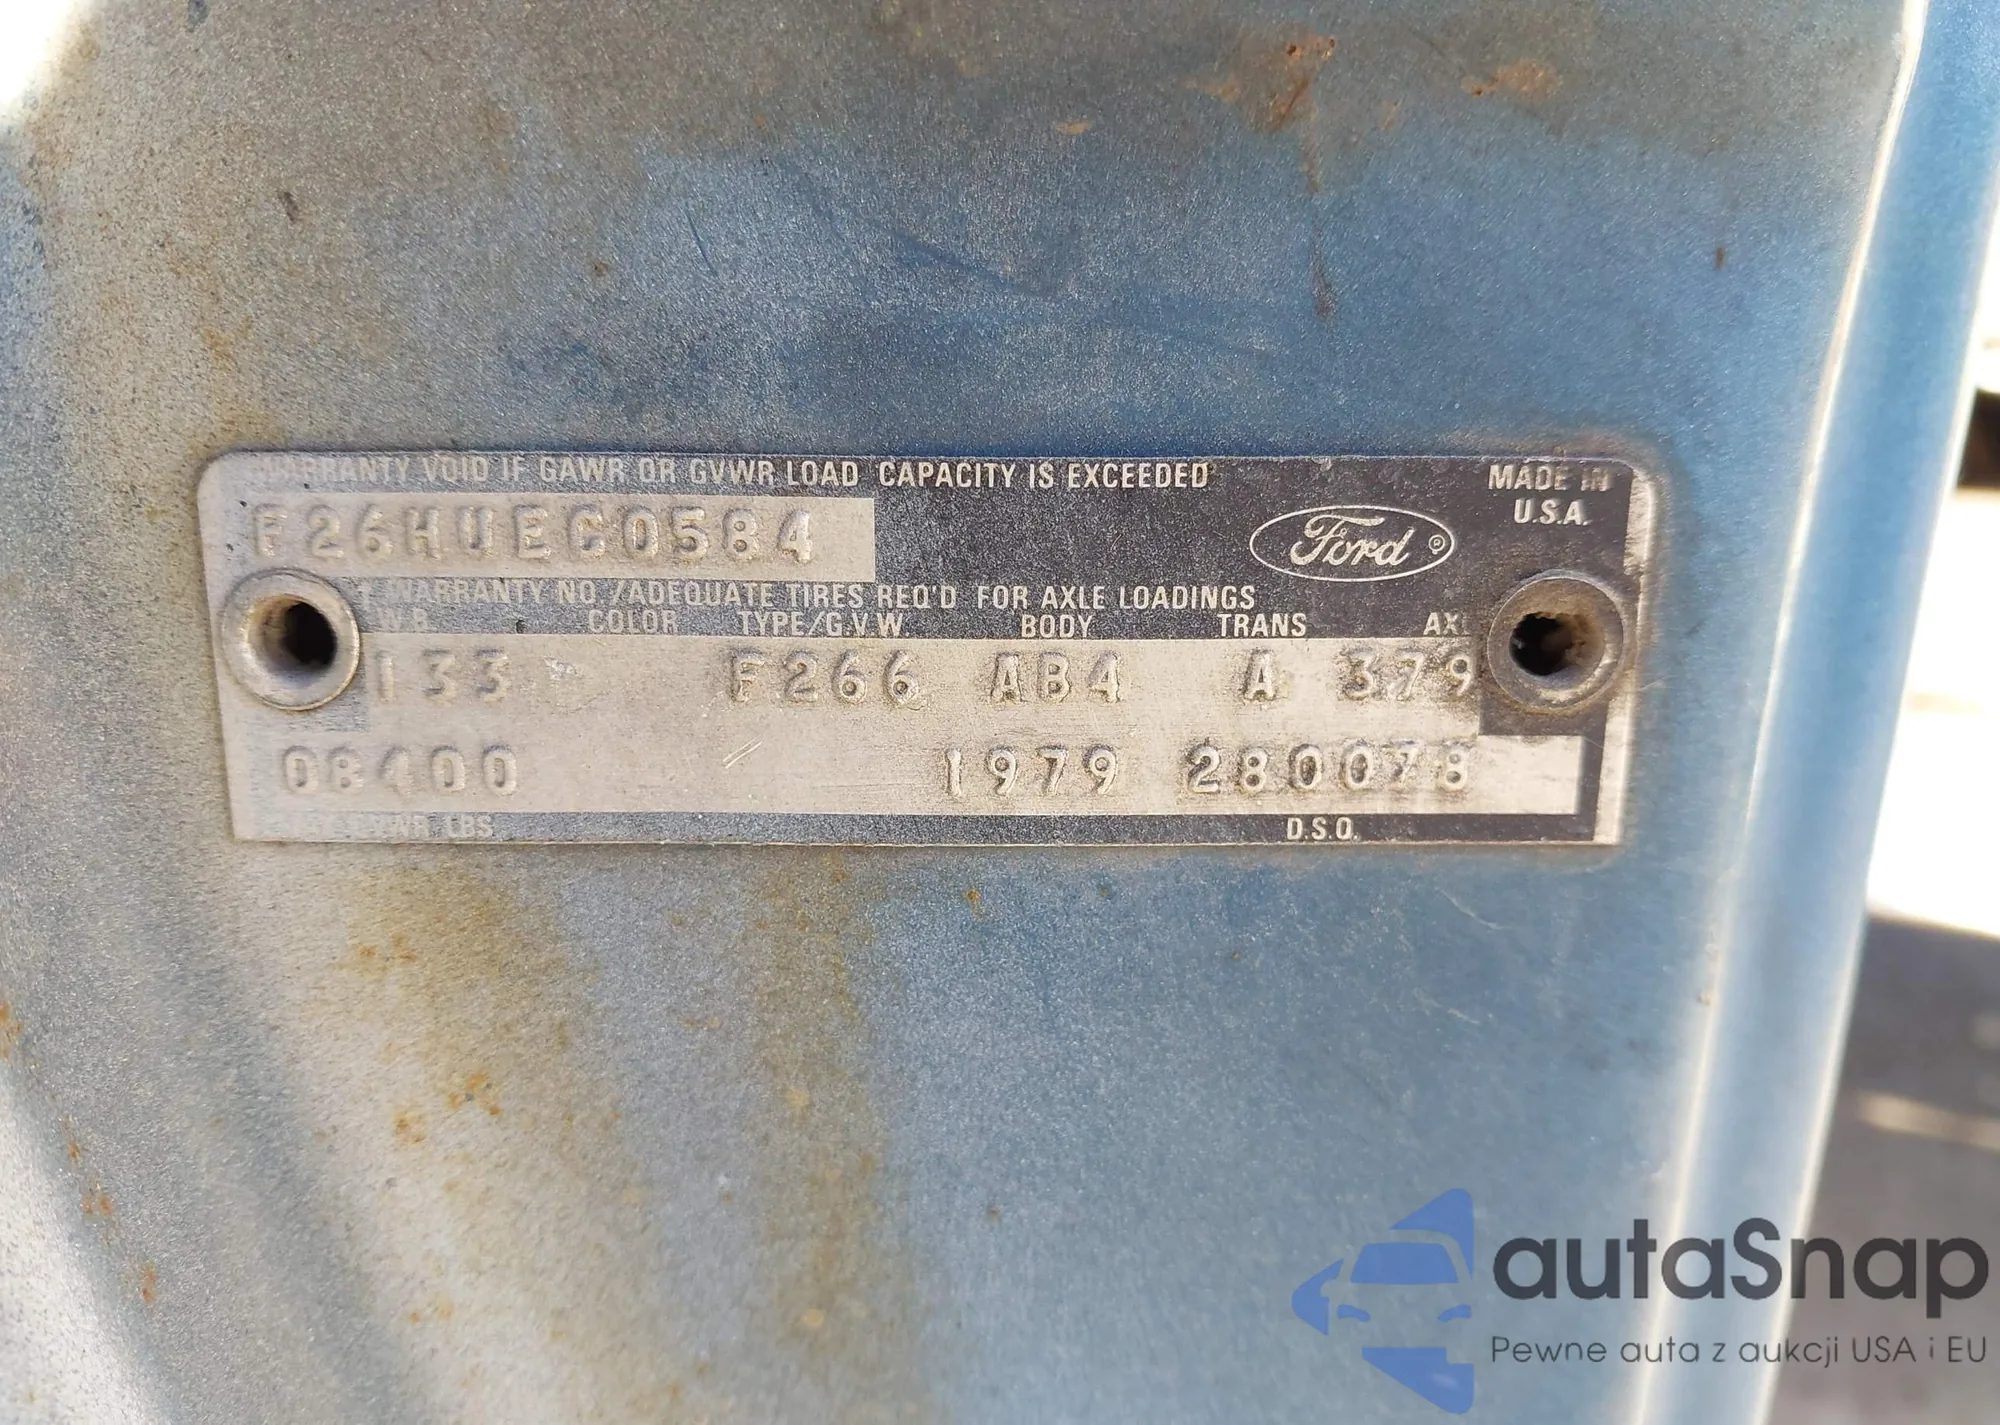 WARRANTY VOID IF GAWR OR GVWR LOAD CAPACITY IS EXCEEDED
MADE IN
U.S.A.
F26HUEC0584
Ford ®
WARRANTY NO./ADEQUATE TIRES REQ'D FOR AXLE LOADINGS
W.B. COLOR TYPE/G.V.W. BODY TRANS AXL
133 F266 AB4 A 379
08400 1979 280078
LBS D.S.O.
autaSnap
Pewne auta z aukcji USA i EU